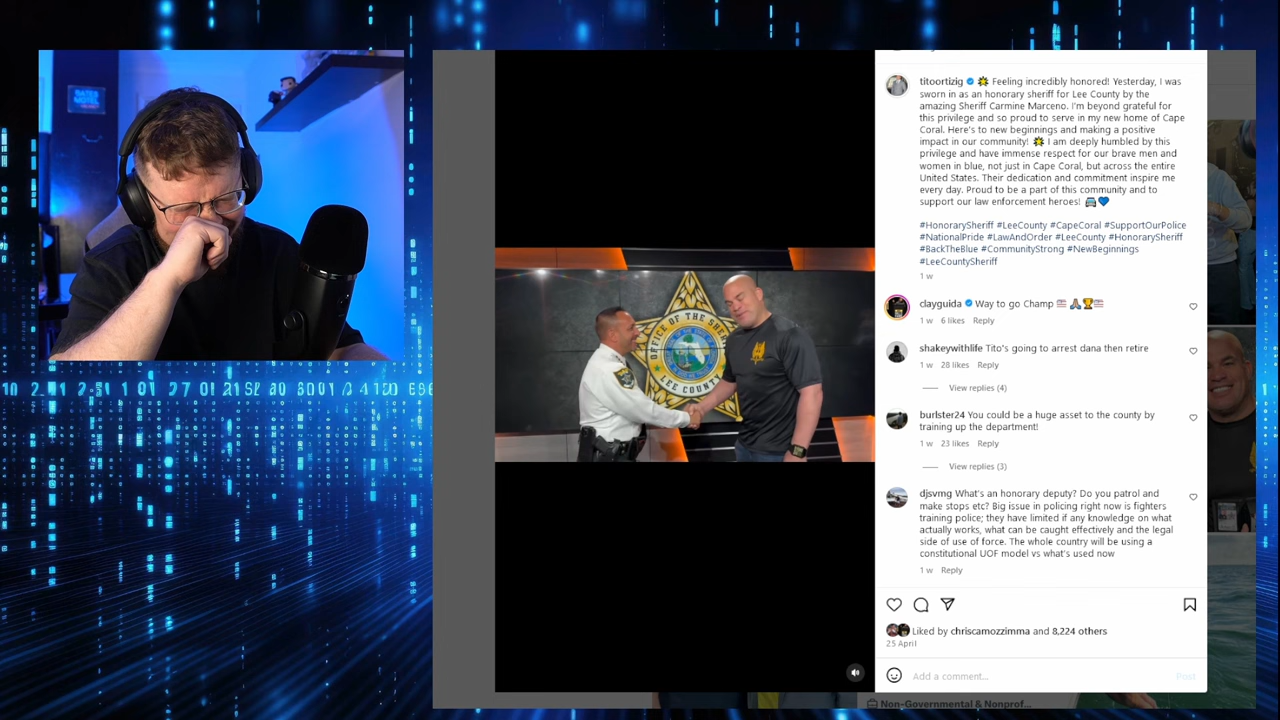 titoortizig Feeling incredibly honored! Yesterday, I was
sworn in as an honorary sheriff for Lee County by the
amazing Sheriff Carmine Marceno. I'm beyond grateful for
this privilege and so proud to serve in my new home of Cape
Coral. Here's to new beginnings and making a positive
impact in our community! 💥 I am deeply humbled by this
privilege and have immense respect for our brave men and
women in blue, not just in Cape Coral, but across the entire
United States. Their dedication and commitment inspire me
every day. Proud to be a part of this community and to
support our law enforcement heroes! 🚔💙
#HonorarySheriff #LeeCounty #CapeCoral #SupportOurPolice
#NationalPride #LawAndOrder #LeeCounty #HonorarySheriff
#BackTheBlue #CommunityStrong #NewBeginnings
#LeeCountySheriff
1 w
clayguida Way to go Champ
1 w 6 likes Reply
shakeywithlife Tito's going to arrest dana then retire
1 w 28 likes Reply
View replies (4)
burlster24 You could be a huge asset to the county by
training up the department!
1 w 23 likes Reply
View replies (3)
djsvmg What's an honorary deputy? Do you patrol and
make stops etc? Big issue in policing right now is fighters
training police; they have limited if any knowledge on what
actually works, what can be caught effectively and the legal
side of use of force. The whole country will be using a
constitutional UOF model vs what's used now
1 w Reply
Liked by chriscamozzimma and 8,224 others
25 April
Add a comment...
Post
Non-Governmental & Nonprof...
OFFICE OF THE SHERIFF
LEE COUNTY
BATES
MOTEL